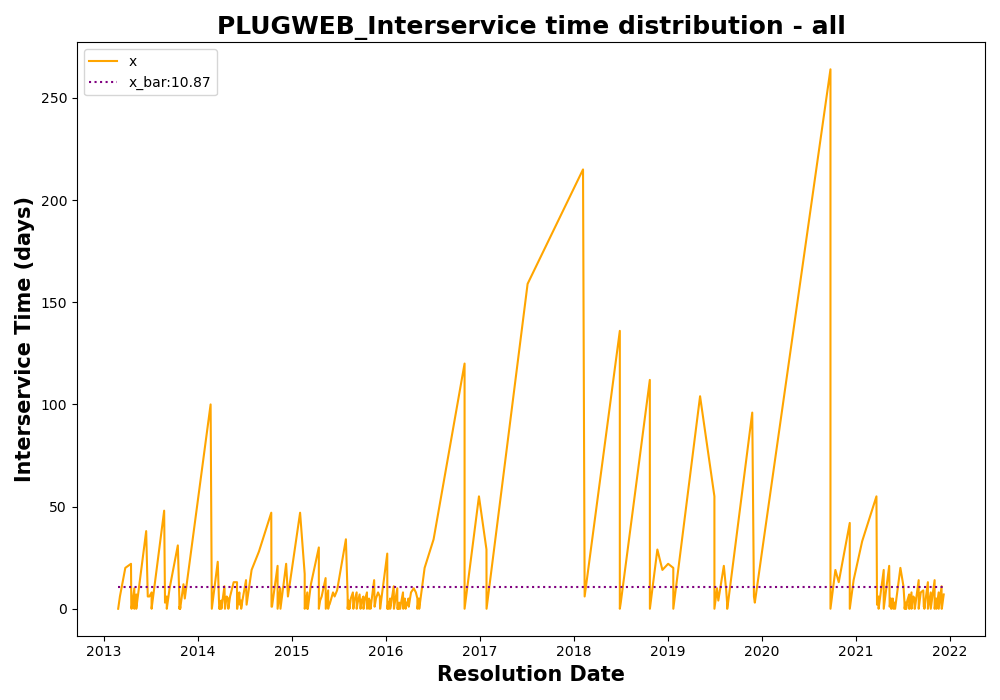 PLUGWEB_Interservice time distribution - all
x
x_bar:10.87
Interservice Time (days)
250
200
150
100
50
0
2013 2014 2015 2016 2017 2018 2019 2020 2021 2022
Resolution Date